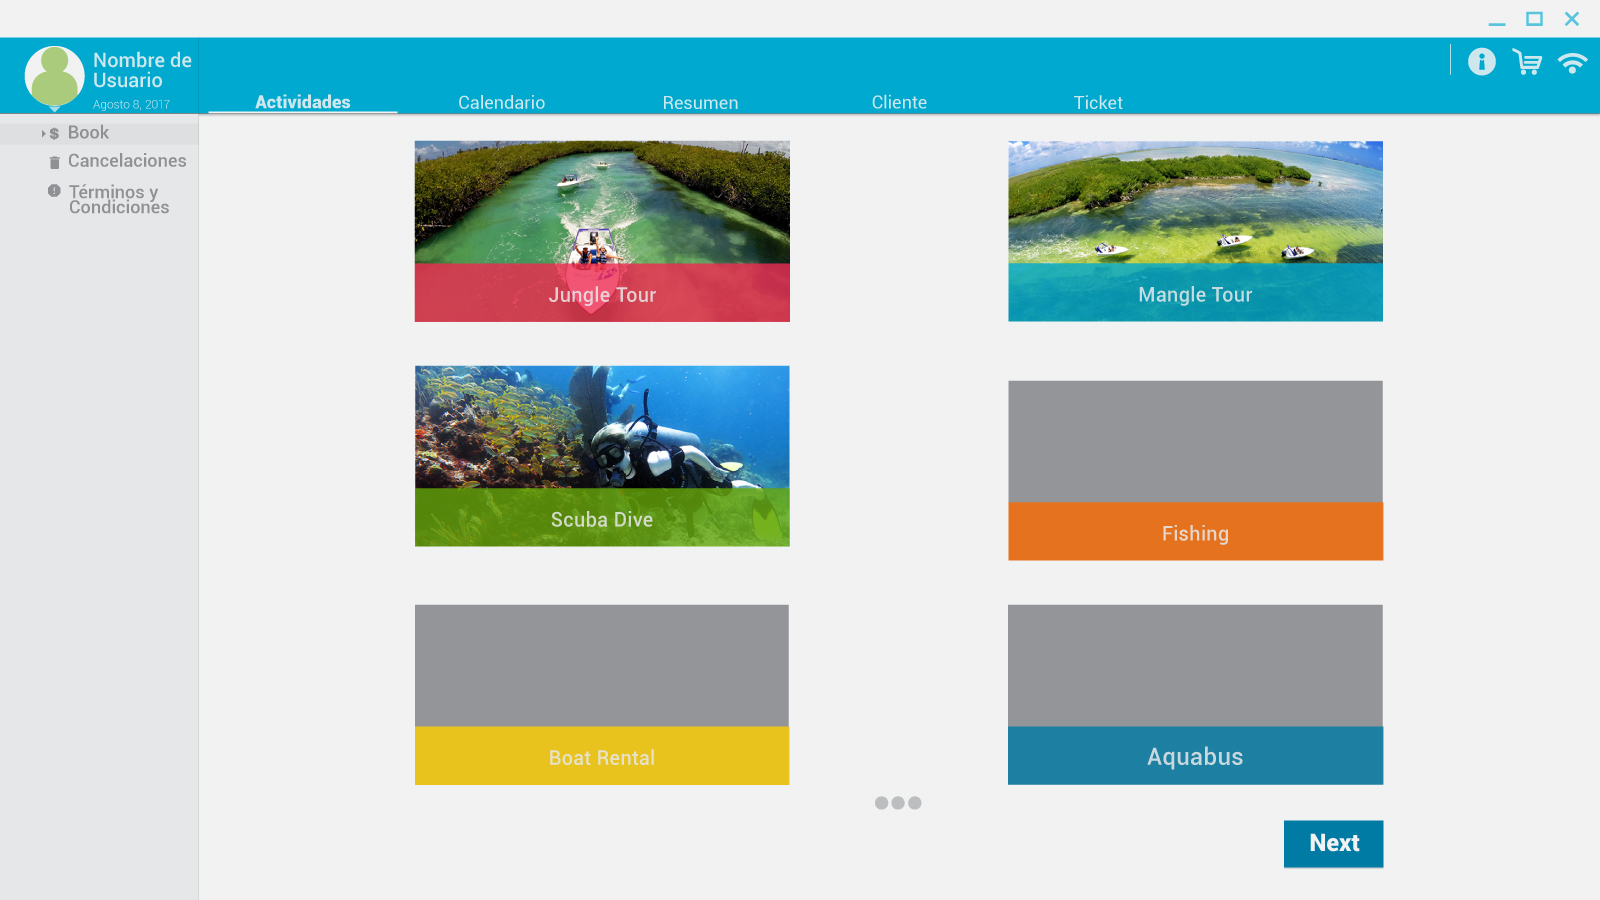 Nombre de
Usuario
Agosto 8, 2017
Actividades
Calendario
Resumen
Cliente
Ticket
Book
Cancelaciones
Términos y
Condiciones
Jungle Tour
Mangle Tour
Scuba Dive
Fishing
Boat Rental
Aquabus
Next